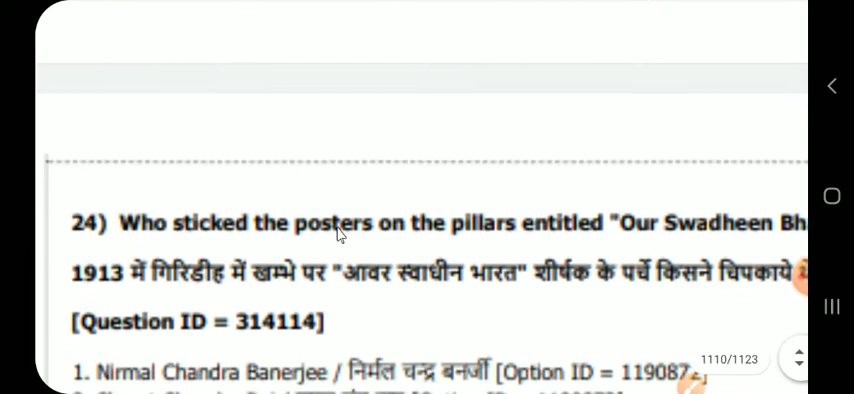 24) Who sticked the posters on the pillars entitled "Our Swadheen Bh
1913 में गिरिडीह में खम्भे पर "आवर स्वाधीन भारत" शीर्षक के पर्चे किसने चिपकाये
[Question ID = 314114]
1. Nirmal Chandra Banerjee / निर्मल चन्द्र बनर्जी [Option ID =
1110/1123